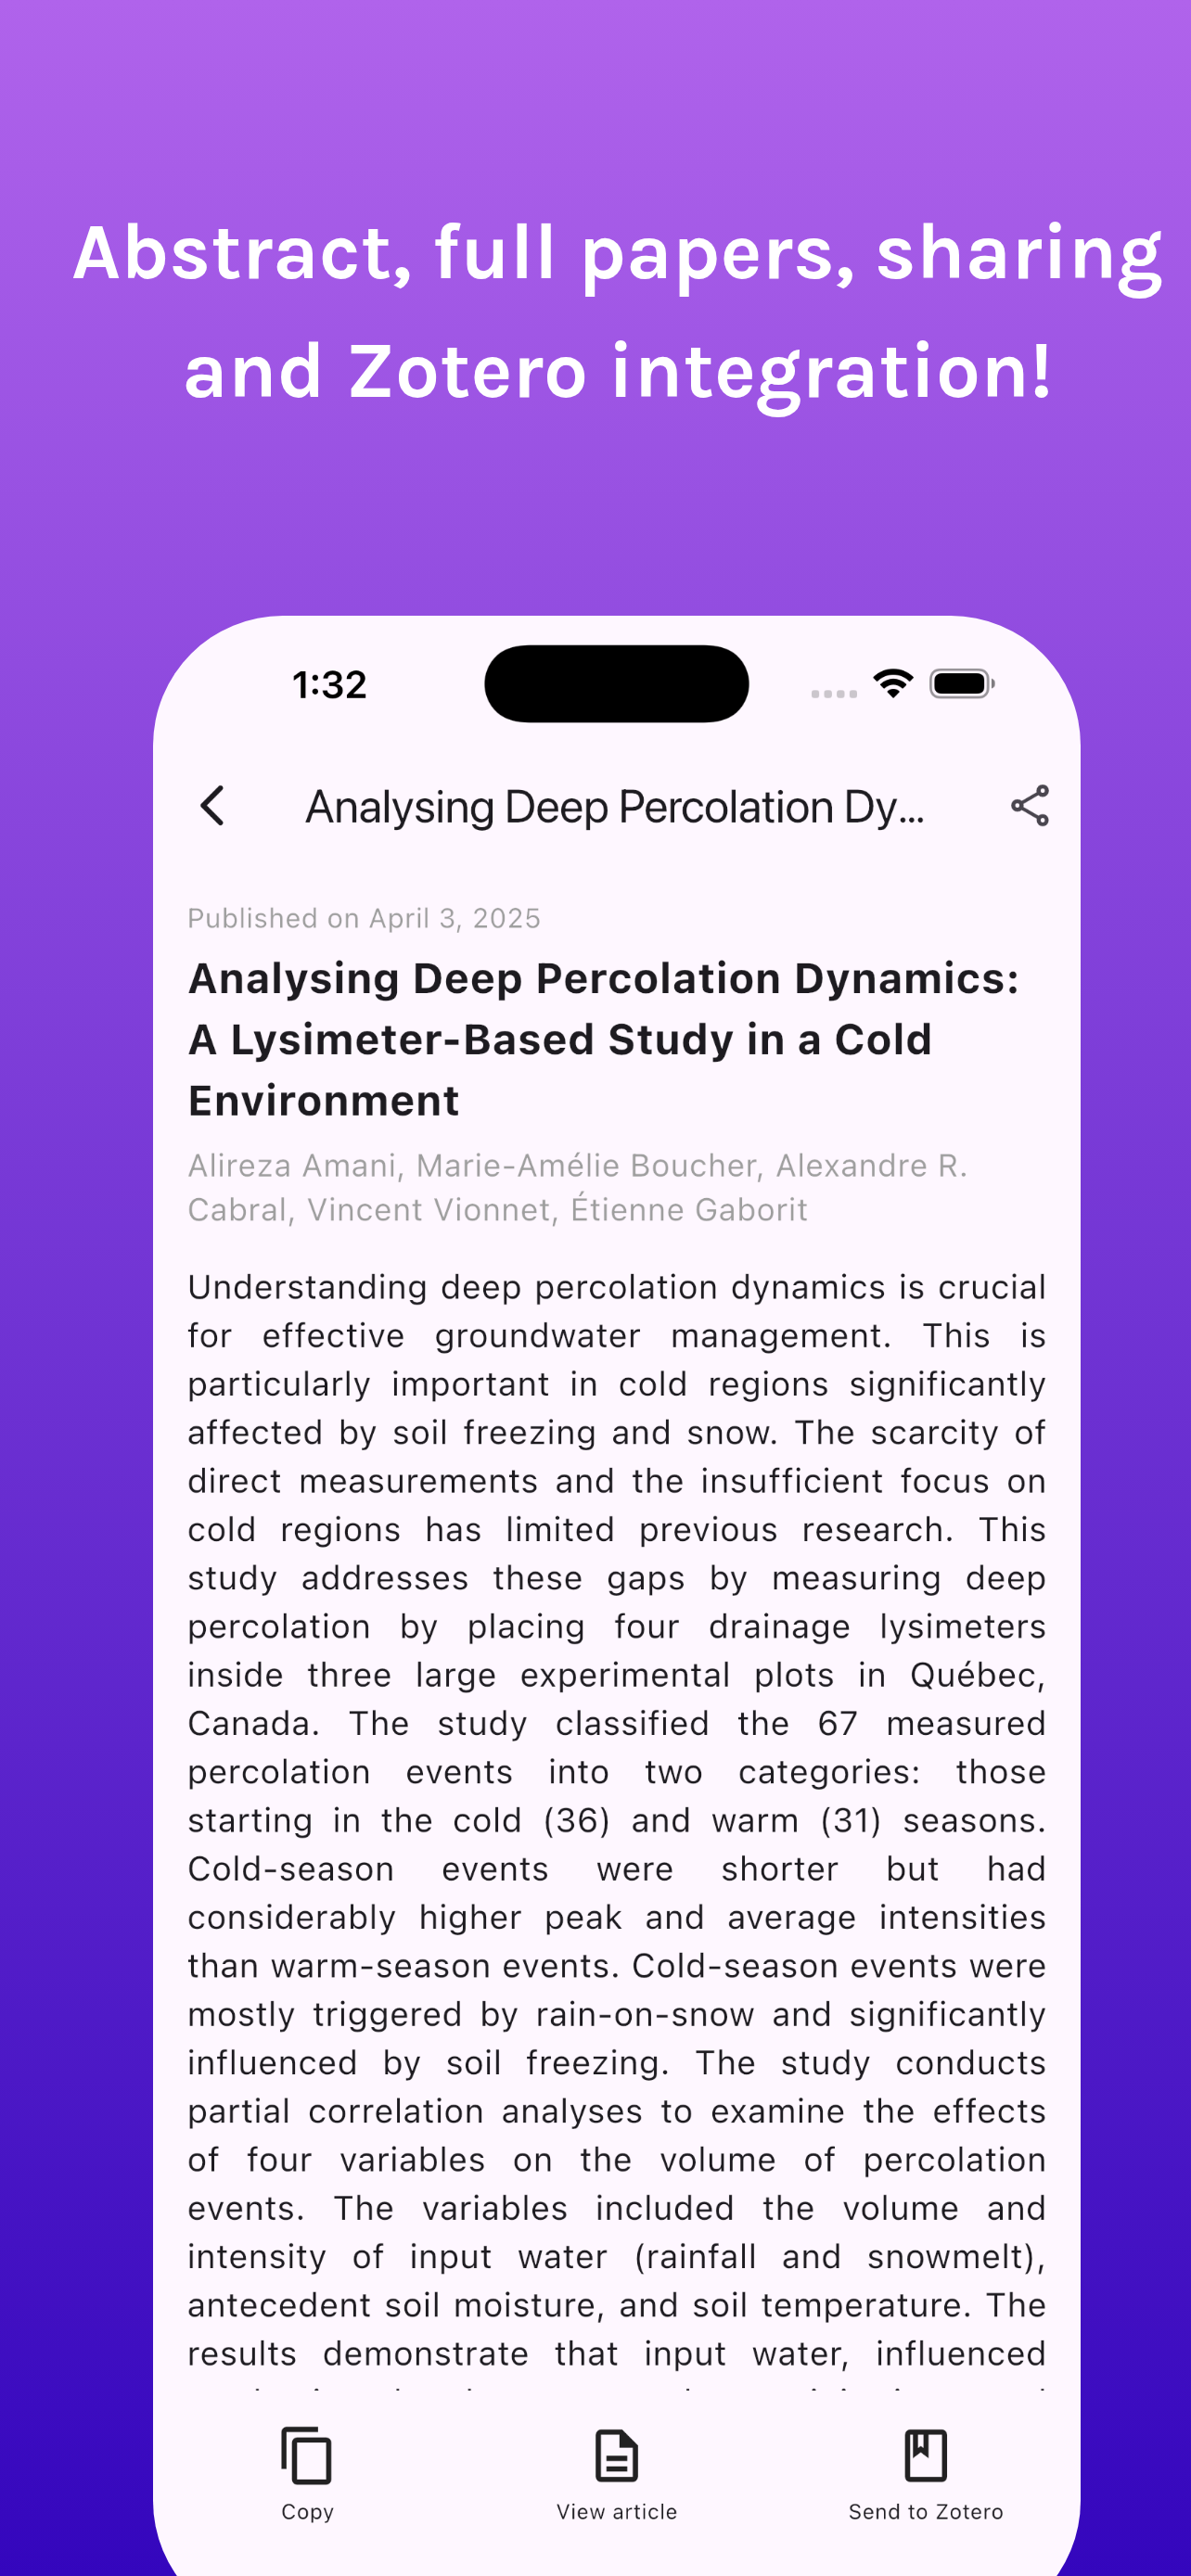 Abstract, full papers, sharing
and Zotero integration!
1:32
Analysing Deep Percolation Dy...
Published on April 3, 2025
Analysing Deep Percolation Dynamics:
A Lysimeter-Based Study in a Cold
Environment
Alireza Amani, Marie-Amélie Boucher, Alexandre R.
Cabral, Vincent Vionnet, Étienne Gaborit
Understanding deep percolation dynamics is crucial
for effective groundwater management. This is
particularly important in cold regions significantly
affected by soil freezing and snow. The scarcity of
direct measurements and the insufficient focus on
cold regions has limited previous research. This
study addresses these gaps by measuring deep
percolation by placing four drainage lysimeters
inside three large experimental plots in Québec,
Canada. The study classified the 67 measured
percolation events into two categories: those
starting in the cold (36) and warm (31) seasons.
Cold-season events were shorter but had
considerably higher peak and average intensities
than warm-season events. Cold-season events were
mostly triggered by rain-on-snow and significantly
influenced by soil freezing. The study conducts
partial correlation analyses to examine the effects
of four variables on the volume of percolation
events. The variables included the volume and
intensity of input water (rainfall and snowmelt),
antecedent soil moisture, and soil temperature. The
results demonstrate that input water, influenced
Copy
View article
Send to Zotero